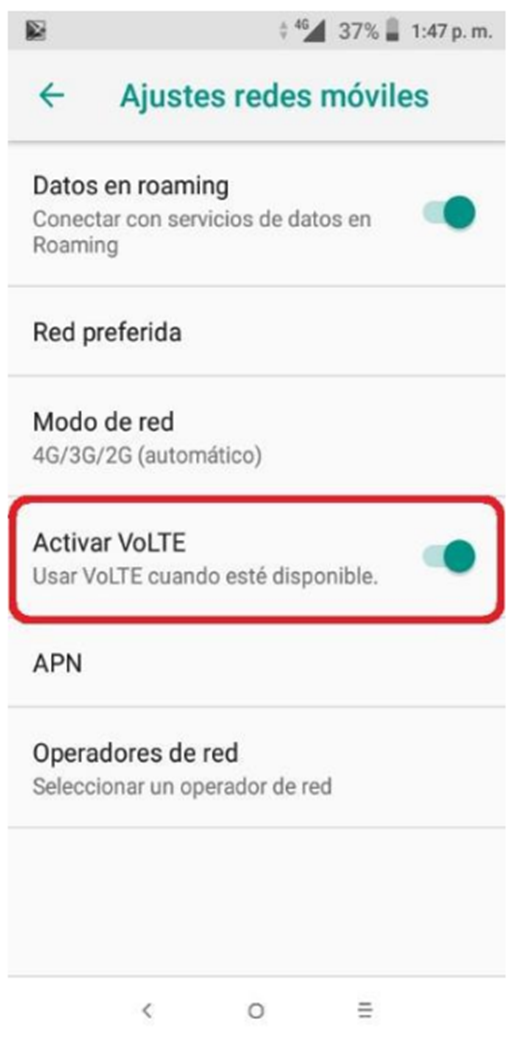 4G 37% 1:47 p. m.
Ajustes redes móviles
Datos en roaming
Conectar con servicios de datos en
Roaming
Red preferida
Modo de red
4G/3G/2G (automático)
Activar VoLTE
Usar VoLTE cuando esté disponible.
APN
Operadores de red
Seleccionar un operador de red